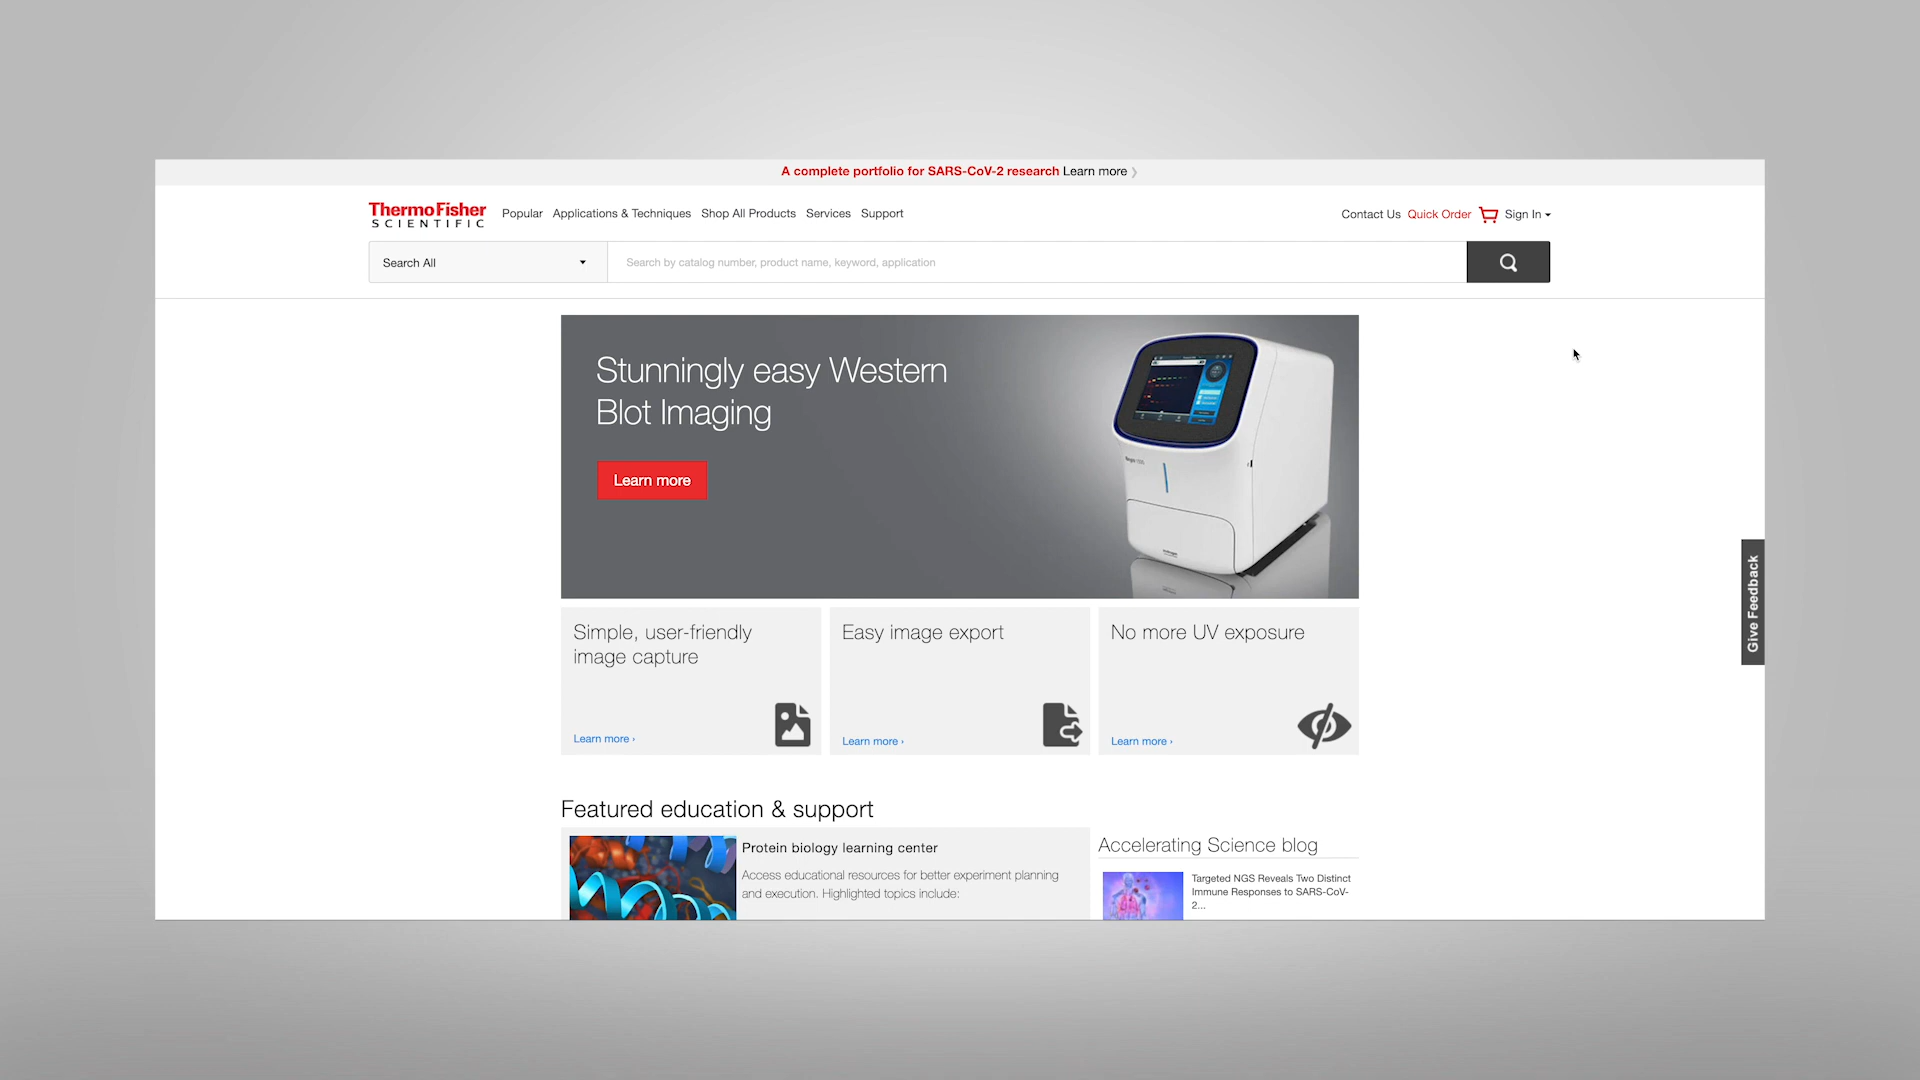 A complete portfolio for SARS-CoV-2 research Learn more
ThermoFisher
SCIENTIFIC
Popular Applications & Techniques Shop All Products Services Support
Contact Us Quick Order Sign In
Search All
Search by catalog number, product name, keyword, application
Stunningly easy Western
Blot Imaging
Learn more
Simple, user-friendly
image capture
Learn more ›
Easy image export
Learn more ›
No more UV exposure
Learn more ›
Give Feedback
Featured education & support
Protein biology learning center
Access educational resources for better experiment planning
and execution. Highlighted topics include:
Accelerating Science blog
Targeted NGS Reveals Two Distinct
Immune Responses to SARS-CoV-
2...